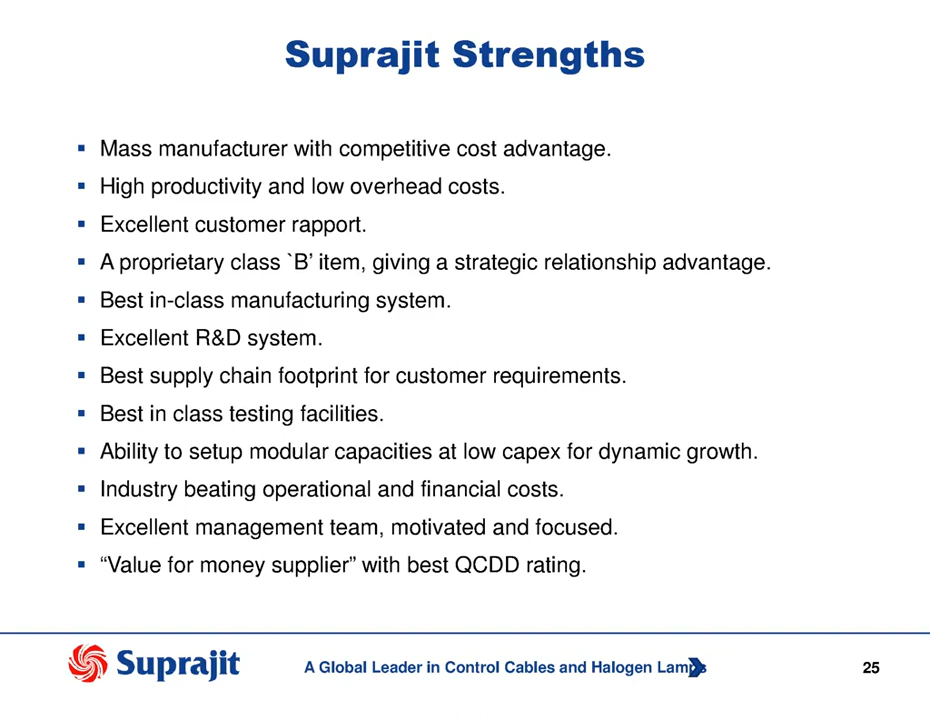 Suprajit Strengths
Mass manufacturer with competitive cost advantage.
High productivity and low overhead costs.
Excellent customer rapport.
A proprietary class `B’ item, giving a strategic relationship advantage.
Best in-class manufacturing system.
Excellent R&D system.
Best supply chain footprint for customer requirements.
Best in class testing facilities.
Ability to setup modular capacities at low capex for dynamic growth.
Industry beating operational and financial costs.
Excellent management team, motivated and focused.
“Value for money supplier” with best QCDD rating.
Suprajit
A Global Leader in Control Cables and Halogen Lamps
25